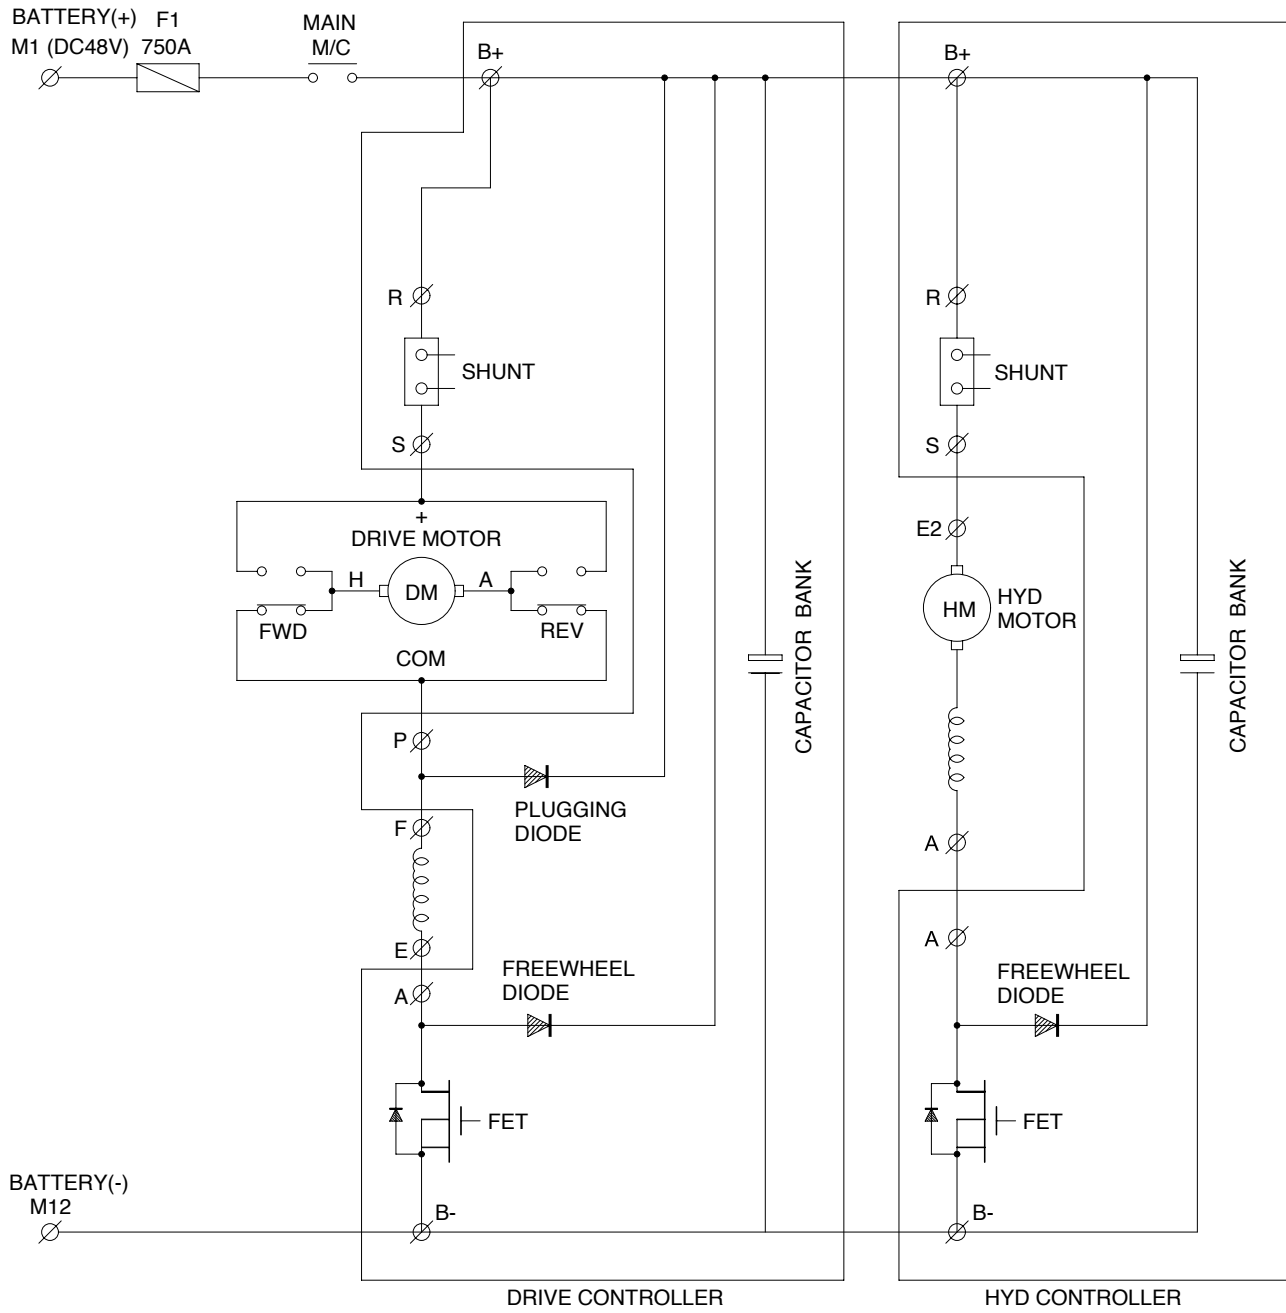 BATTERY(+)
F1
MAIN
M1 (DC48V)
750A
M/C
B+
B+
R
R
SHUNT
SHUNT
S
S
+
DRIVE MOTOR
E2
H
DM
A
HM
HYD
MOTOR
FWD
REV
COM
CAPACITOR BANK
CAPACITOR BANK
P
PLUGGING
DIODE
F
A
E
A
FREEWHEEL
DIODE
A
FREEWHEEL
DIODE
FET
FET
BATTERY(-)
M12
B-
B-
DRIVE CONTROLLER
HYD CONTROLLER